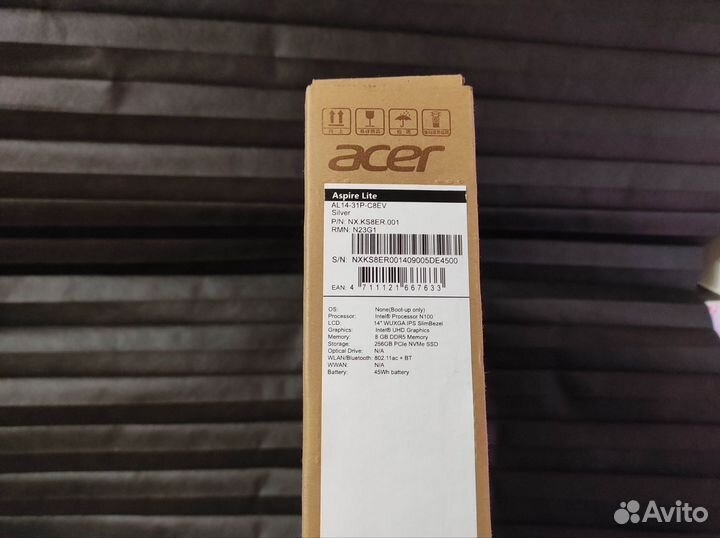 acer
Aspire Lite
AL14-31P-C8EV
Silver
P/N: NX.KS8ER.001
RMN: N23G1
S/N: NXKS8ER001409005DE4500
EAN: 4 711121 667633
OS: None(Boot-up only)
Processor: Intel® Processor N100
LCD: 14" WUXGA IPS SlimBezel
Graphics: Intel® UHD Graphics
Memory: 8 GB DDR5 Memory
Storage: 256GB PCIe NVMe SSD
Optical Drive: N/A
WLAN/Bluetooth: 802.11ac + BT
WWAN: N/A
Battery: 45Wh battery
Avito